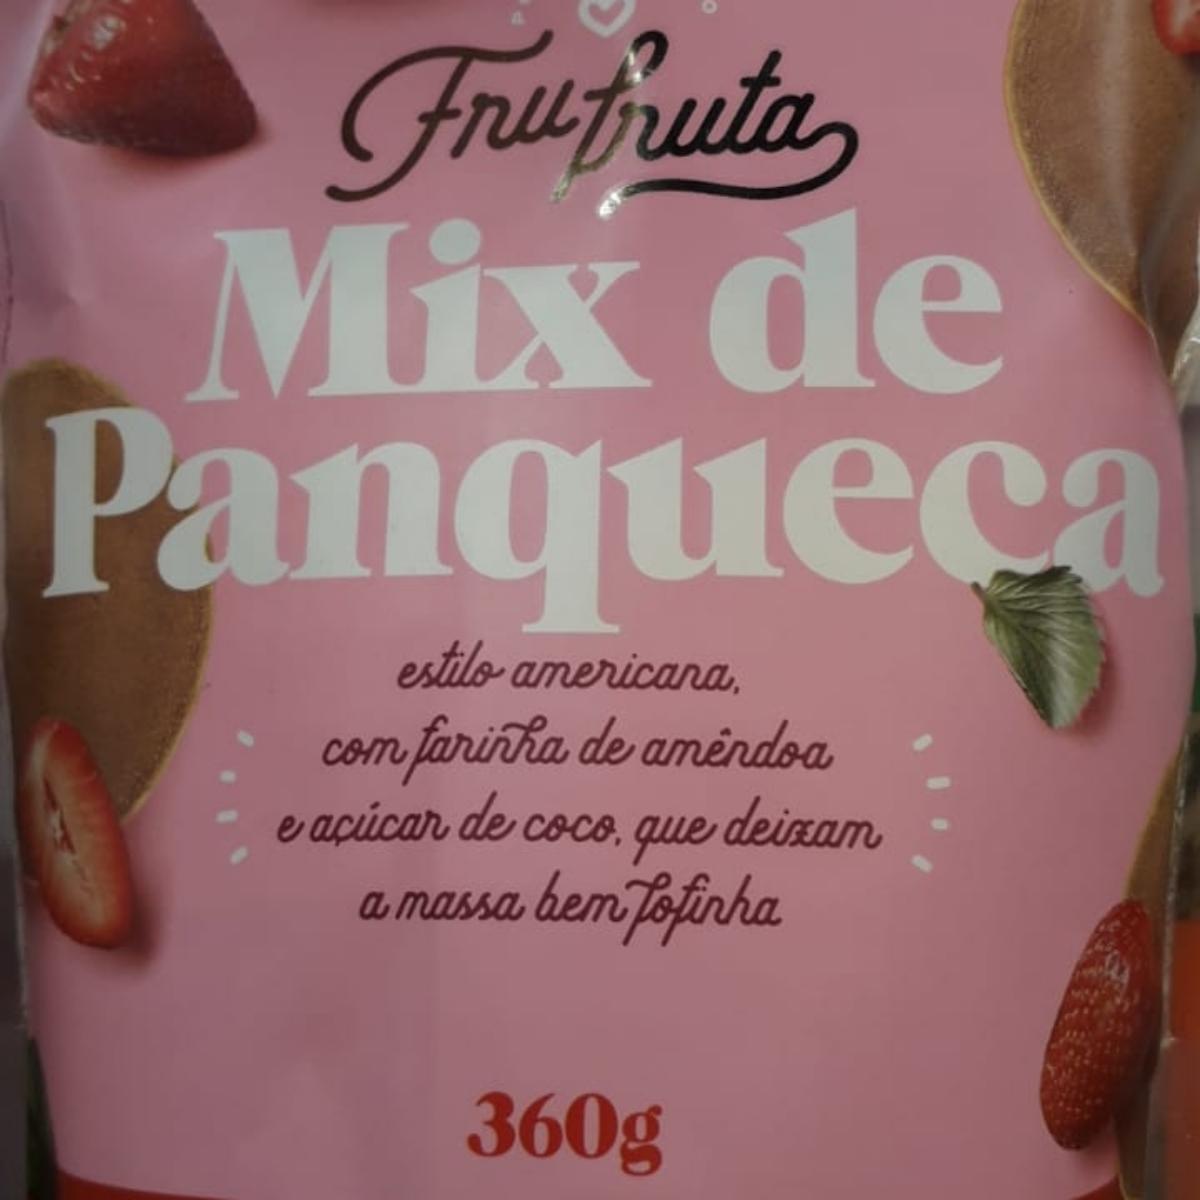 Frufruta
Mix de
Panqueca
estilo americana,
com farinha de amêndoa
e açúcar de coco, que deixam
a massa bem fofinha
360g